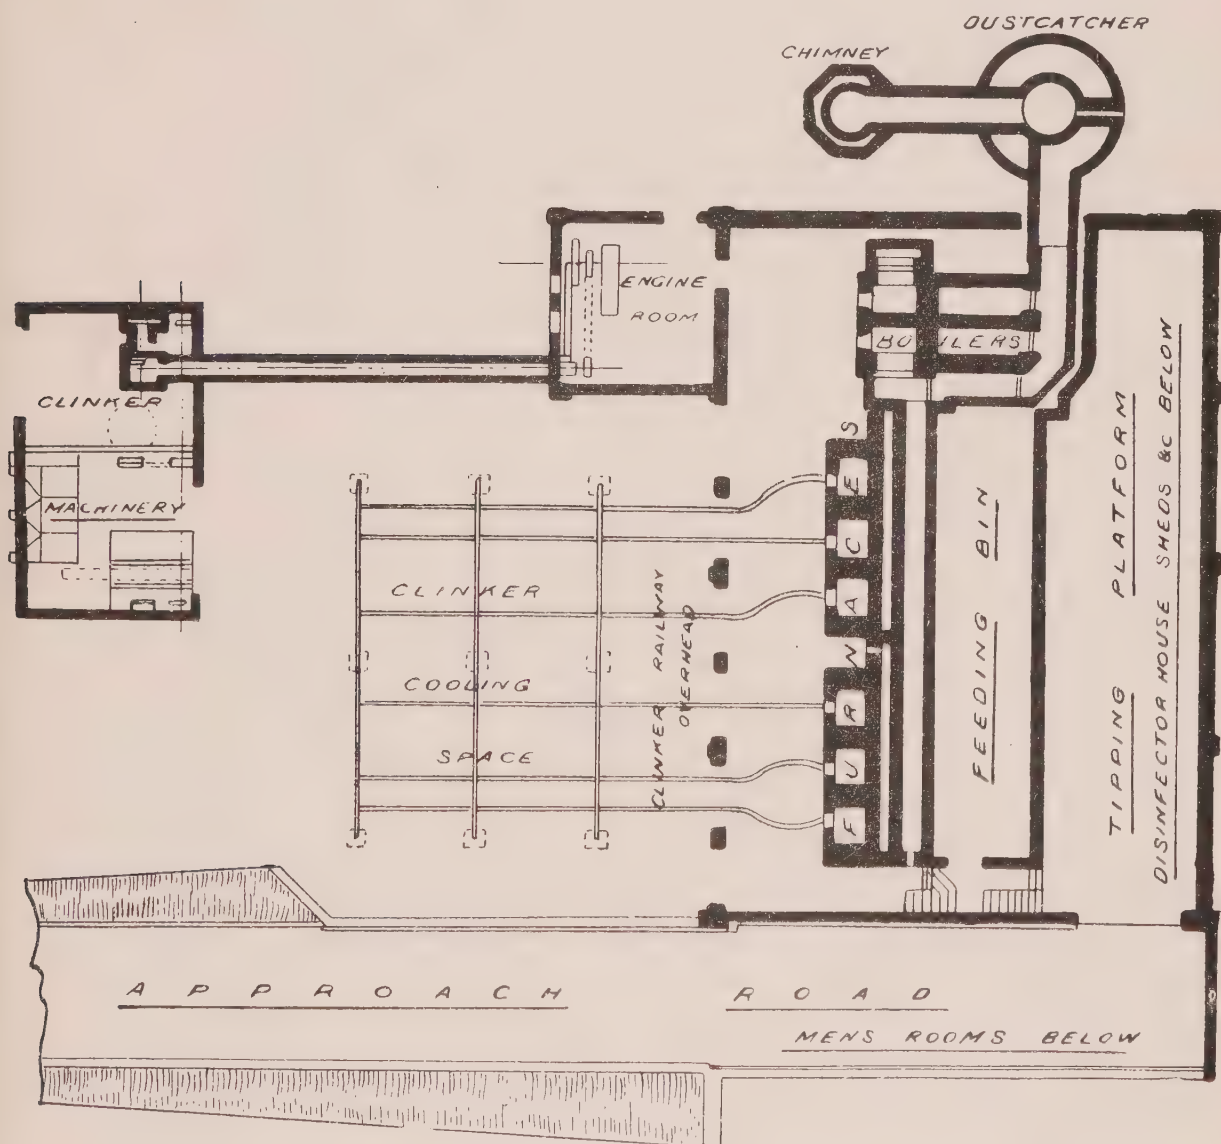 DUSTCATCHER
CHIMNEY
ENGINE
ROOM
BOILERS
CLINKER
MACHINERY
CLINKER
COOLING
SPACE
CLINKER RAILWAY
OVERHEAD
FURNACES
FEEDING BIN
TIPPING PLATFORM
DISINFECTOR HOUSE SHEDS &C BELOW
APPROACH ROAD
MENS ROOMS BELOW